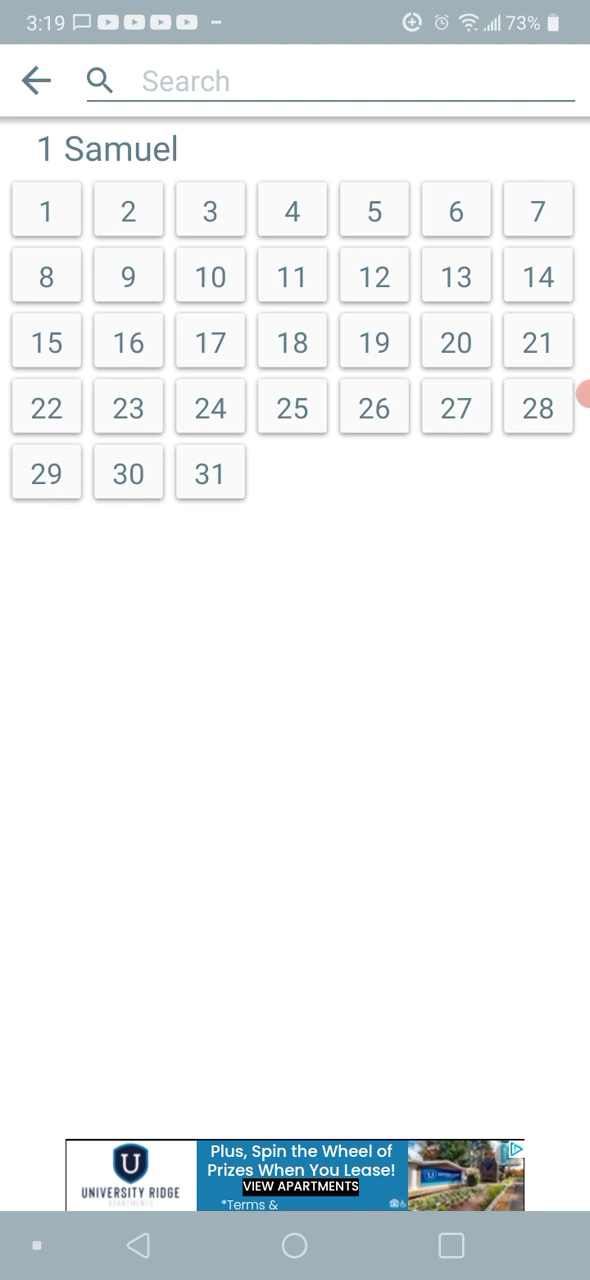 3:19 73%
Search
1 Samuel
1 2 3 4 5 6 7
8 9 10 11 12 13 14
15 16 17 18 19 20 21
22 23 24 25 26 27 28
29 30 31
U
UNIVERSITY RIDGE
APARTMENTS
Plus, Spin the Wheel of
Prizes When You Lease!
VIEW APARTMENTS
*Terms &